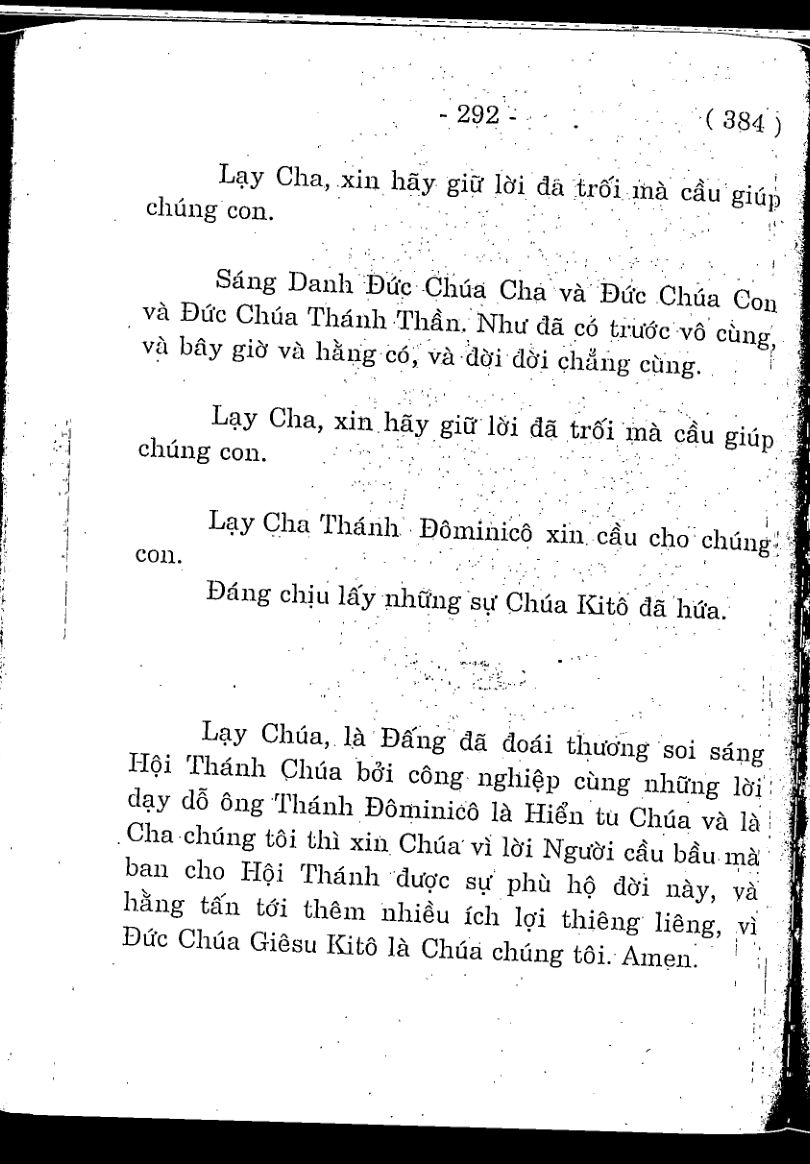 - 292 - ( 384 )
Lạy Cha, xin hãy giữ lời đã trối mà cầu giúp
chúng con.
Sáng Danh Đức Chúa Cha và Đức Chúa Con
và Đức Chúa Thánh Thần. Như đã có trước vô cùng,
và bây giờ và hằng có, và đời đời chẳng cùng.
Lạy Cha, xin hãy giữ lời đã trối mà cầu giúp
chúng con.
Lạy Cha Thánh Đôminicô xin cầu cho chúng
con.
Đáng chịu lấy những sự Chúa Kitô đã hứa.
Lạy Chúa, là Đấng đã đoái thương soi sáng
Hội Thánh Chúa bởi công nghiệp cùng những lời
dạy dỗ ông Thánh Đôminicô là Hiển tu Chúa và là
Cha chúng tôi thì xin Chúa vì lời Người cầu bầu mà
ban cho Hội Thánh được sự phù hộ đời này, và
hằng tấn tới thêm nhiều ích lợi thiêng liêng, vì
Đức Chúa Giêsu Kitô là Chúa chúng tôi. Amen.